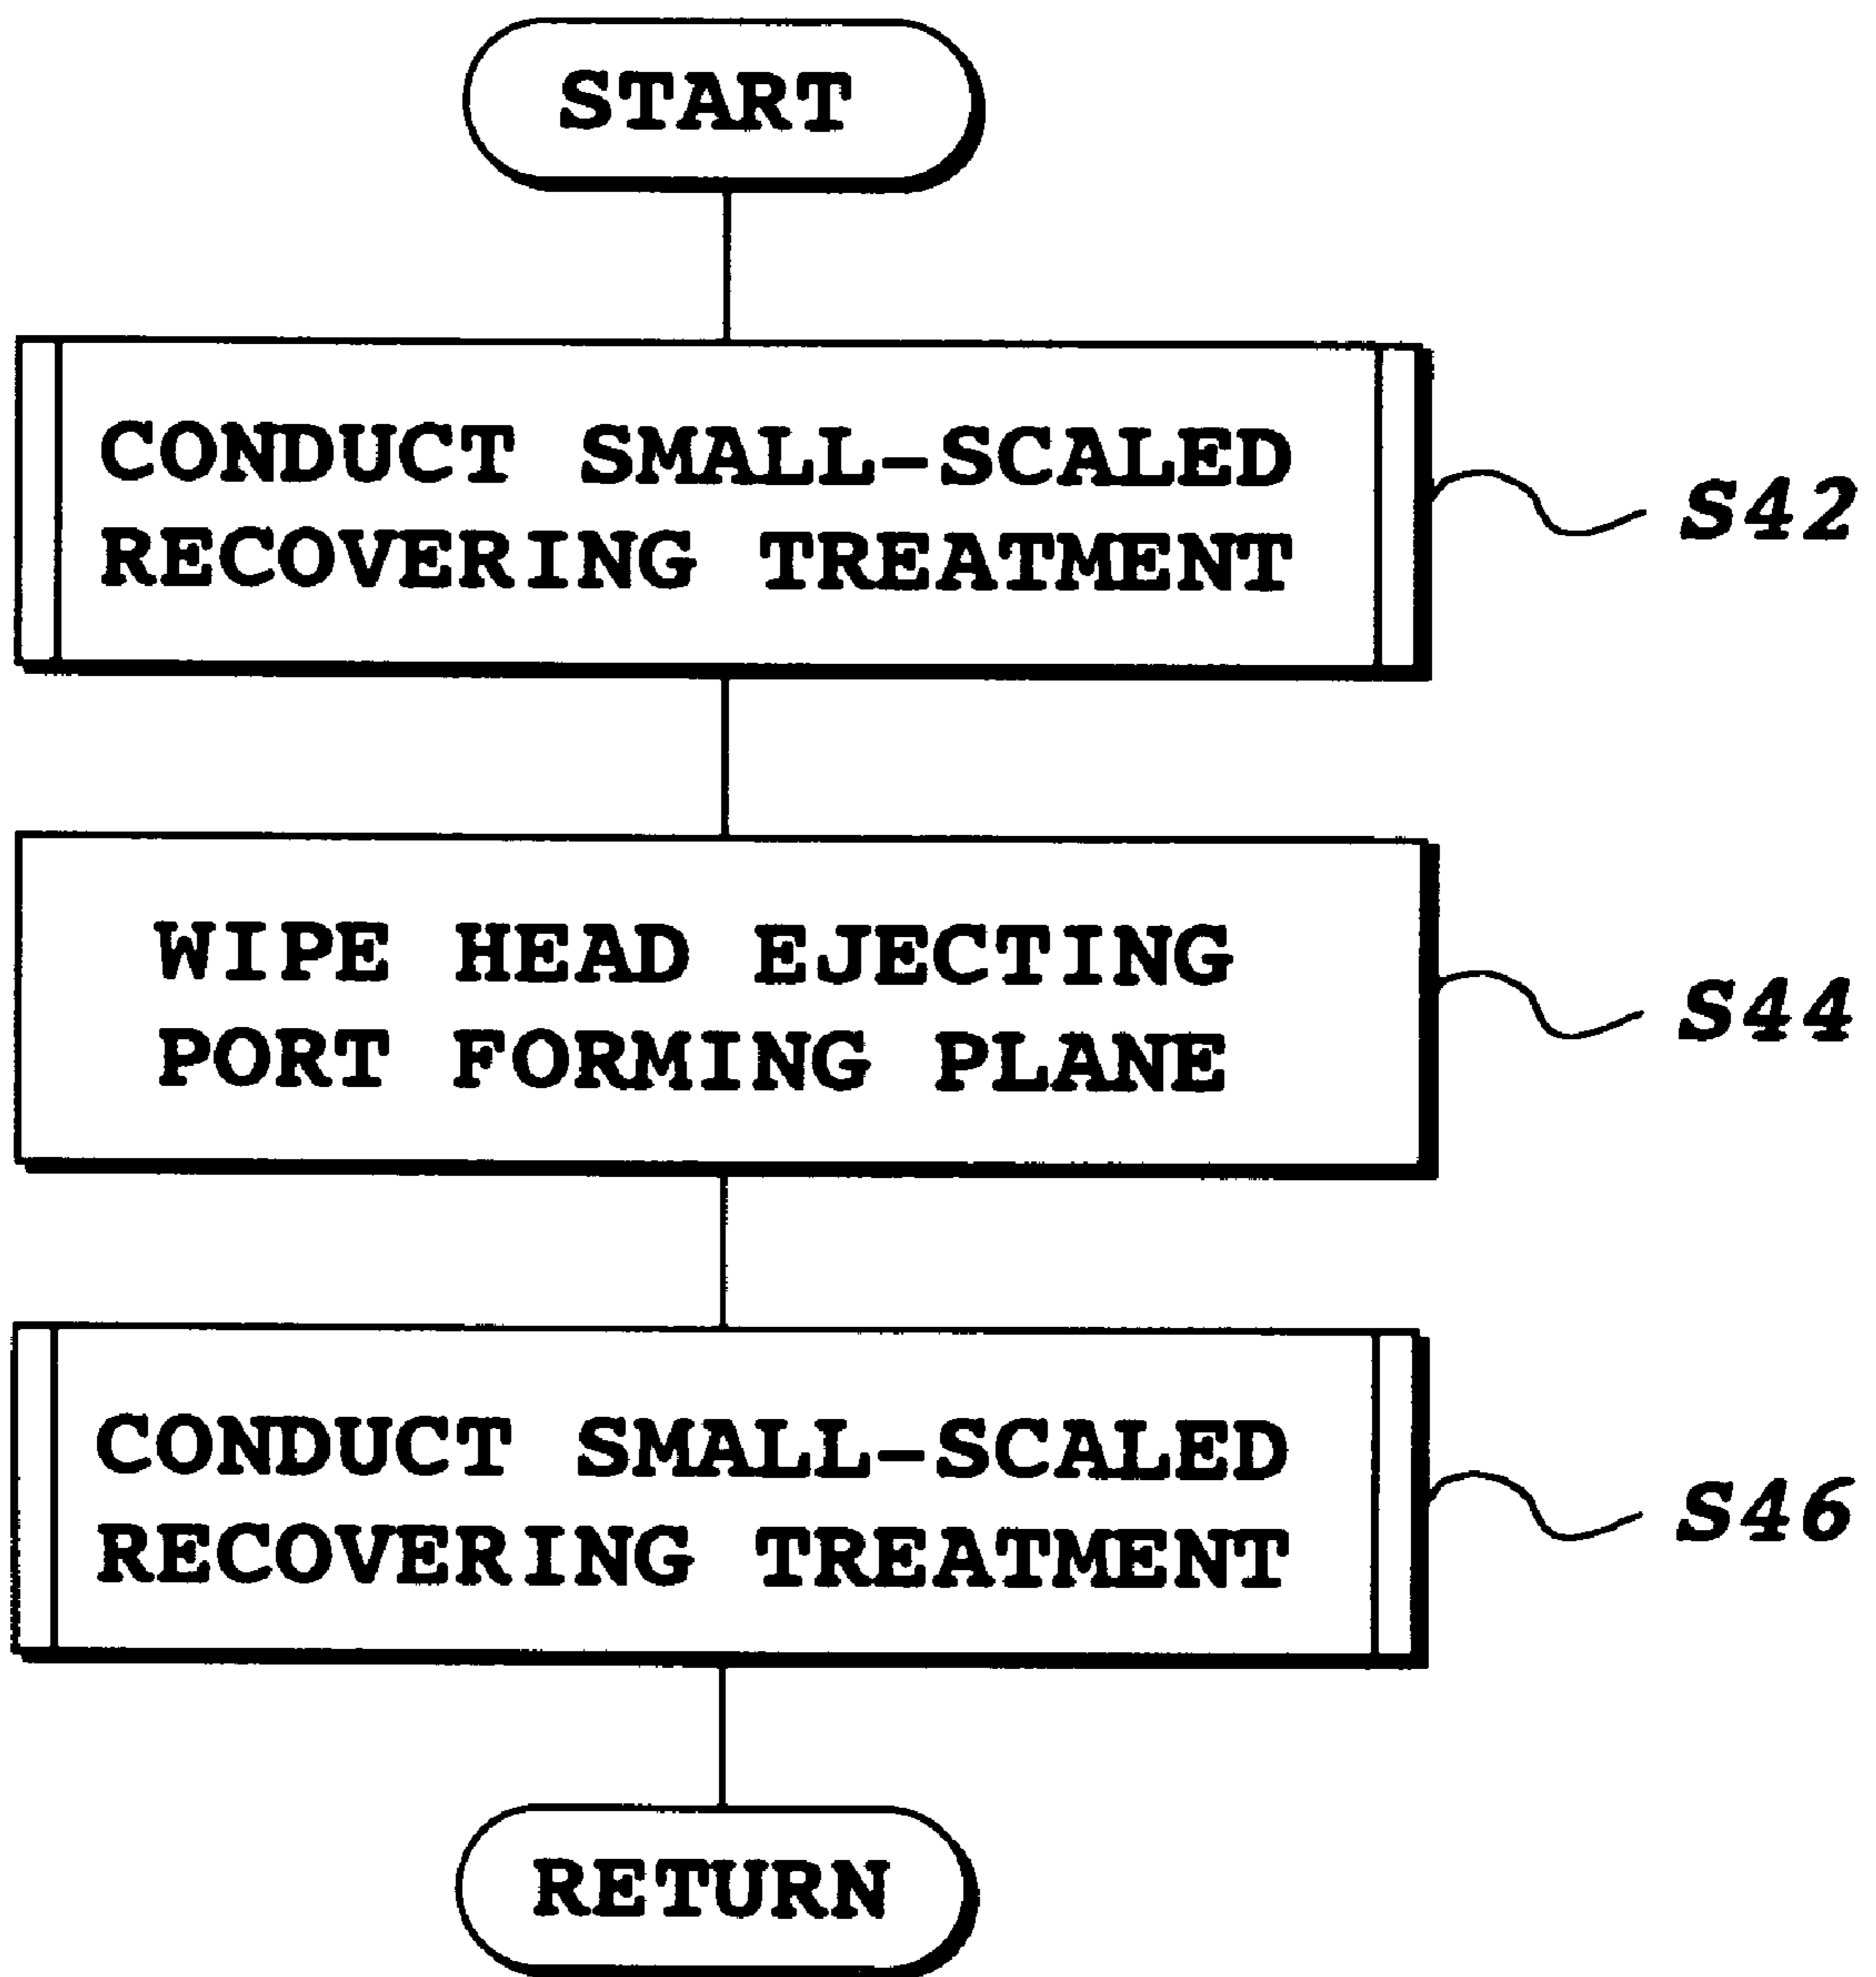 START
CONDUCT SMALL-SCALED
RECOVERING TREATMENT
S42
WIPE HEAD EJECTING
PORT FORMING PLANE
S44
CONDUCT SMALL-SCALED
RECOVERING TREATMENT
S46
RETURN